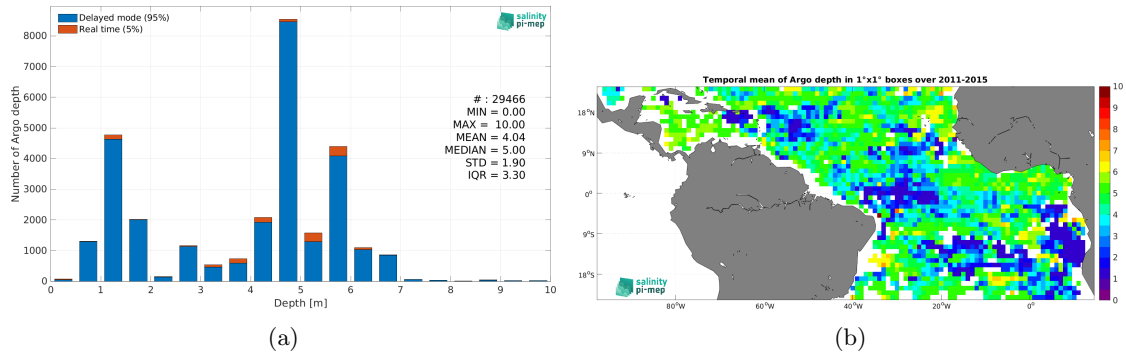 Delayed mode (95%)
Real time (5%)
salinity
pi-mep
Number of Argo depth
8000
7000
6000
5000
4000
3000
2000
1000
0
# : 29466
MIN = 0.00
MAX = 10.00
MEAN = 4.04
MEDIAN = 5.00
STD = 1.90
IQR = 3.30
0 1 2 3 4 5 6 7 8 9 10
Depth [m]
(a)
Temporal mean of Argo depth in 1°x1° boxes over 2011-2015
18°N
9°N
0°
9°S
18°S
80°W 60°W 40°W 20°W 0°
salinity
pi-mep
10
9
8
7
6
5
4
3
2
1
0
(b)